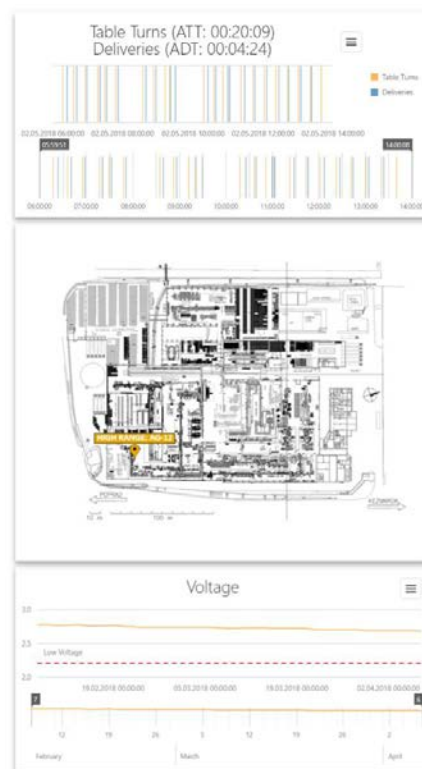 Table Turns (ATT: 00:20:09)
Deliveries (ADT: 00:04:24)
Table Turns
Deliveries
02.05.2018 06:00:00 02.05.2018 08:00:00 02.05.2018 10:00:00 02.05.2018 12:00:00 02.05.2018 14:00:00
05:59:51 14:00:00
06:00:00 07:00:00 08:00:00 09:00:00 10:00:00 11:00:00 12:00:00 13:00:00 14:00:00
HIGH RANGE: AG-12
Voltage
3.0
2.5
Low Voltage
2.0
19.02.2018 00:00:00 05.03.2018 00:00:00 19.03.2018 00:00:00 02.04.2018 00:00:00
7 6
12 19 26 5 12 19 26 2
February March April